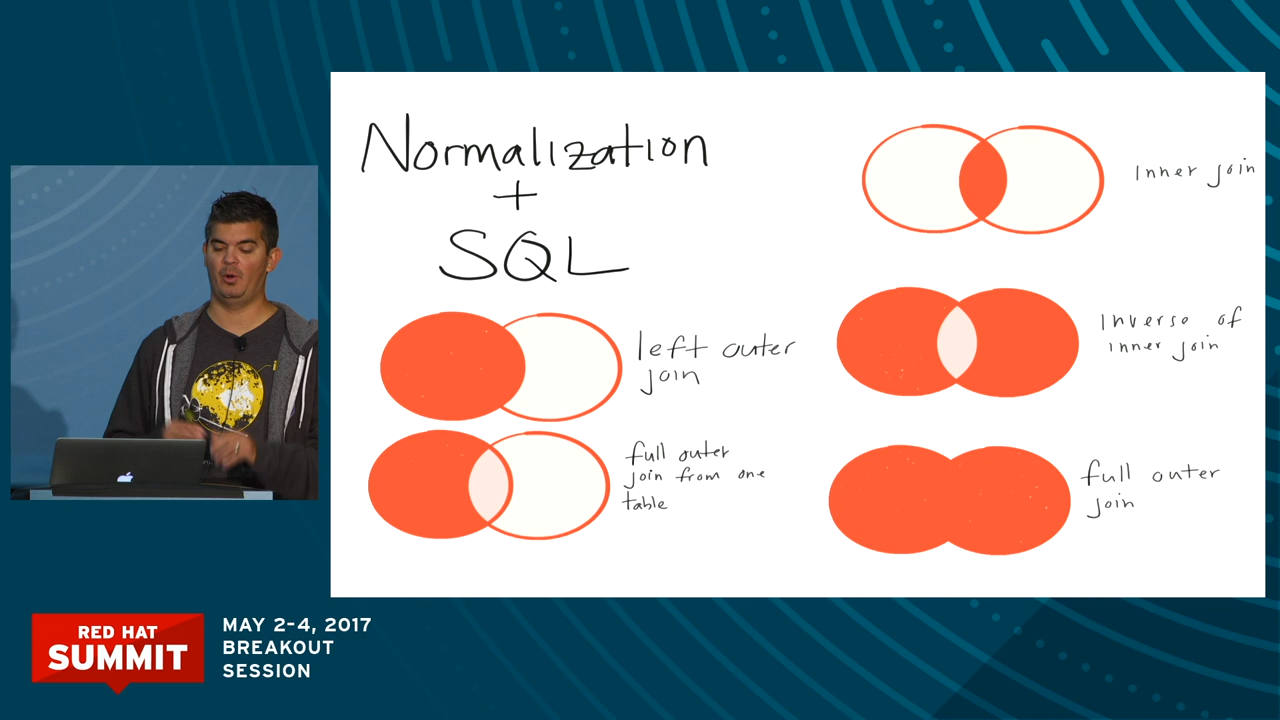 Normalization
+
SQL
left outer
join
full outer
join from one
table
Inner join
Inverse of
inner join
full outer
join
RED HAT
SUMMIT
MAY 2-4, 2017
BREAKOUT
SESSION